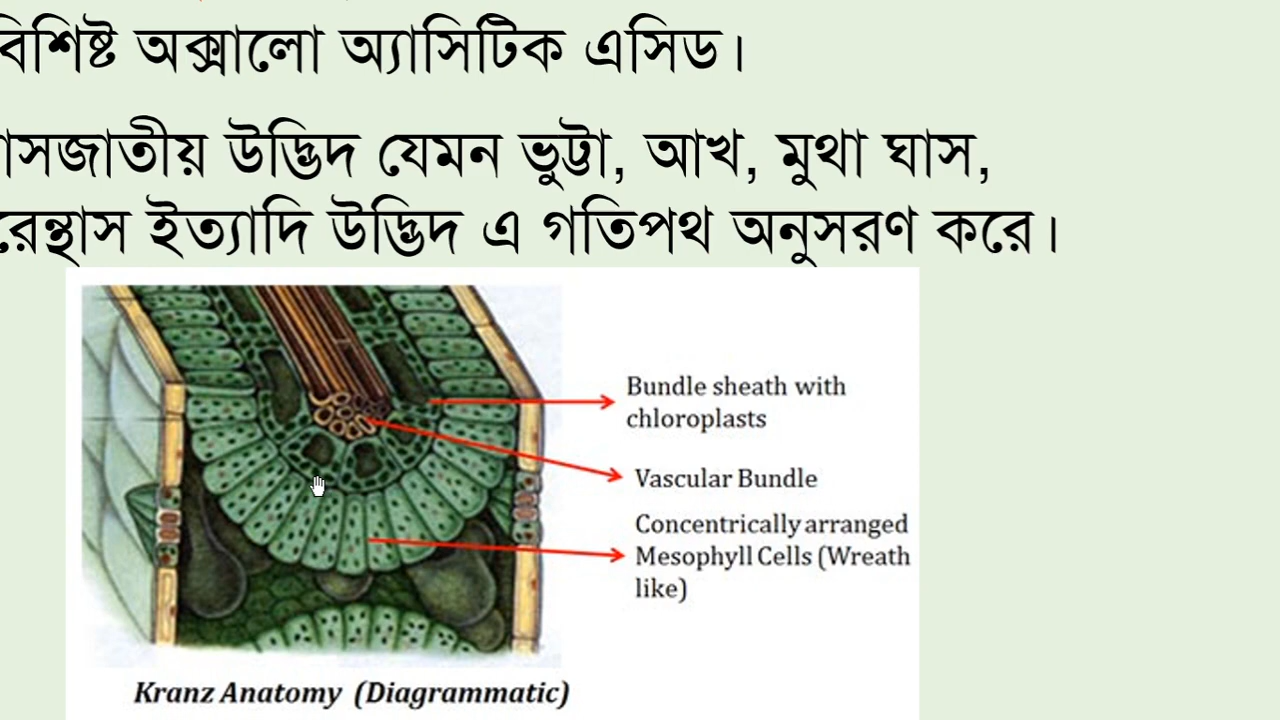 বিশিষ্ট অক্সালো অ্যাসিটিক এসিড।
াসজাতীয় উদ্ভিদ যেমন ভুট্টা, আখ, মুথা ঘাস,
রেন্থাস ইত্যাদি উদ্ভিদ এ গতিপথ অনুসরণ করে।
Bundle sheath with
chloroplasts
Vascular Bundle
Concentrically arranged
Mesophyll Cells (Wreath
like)
Kranz Anatomy (Diagrammatic)